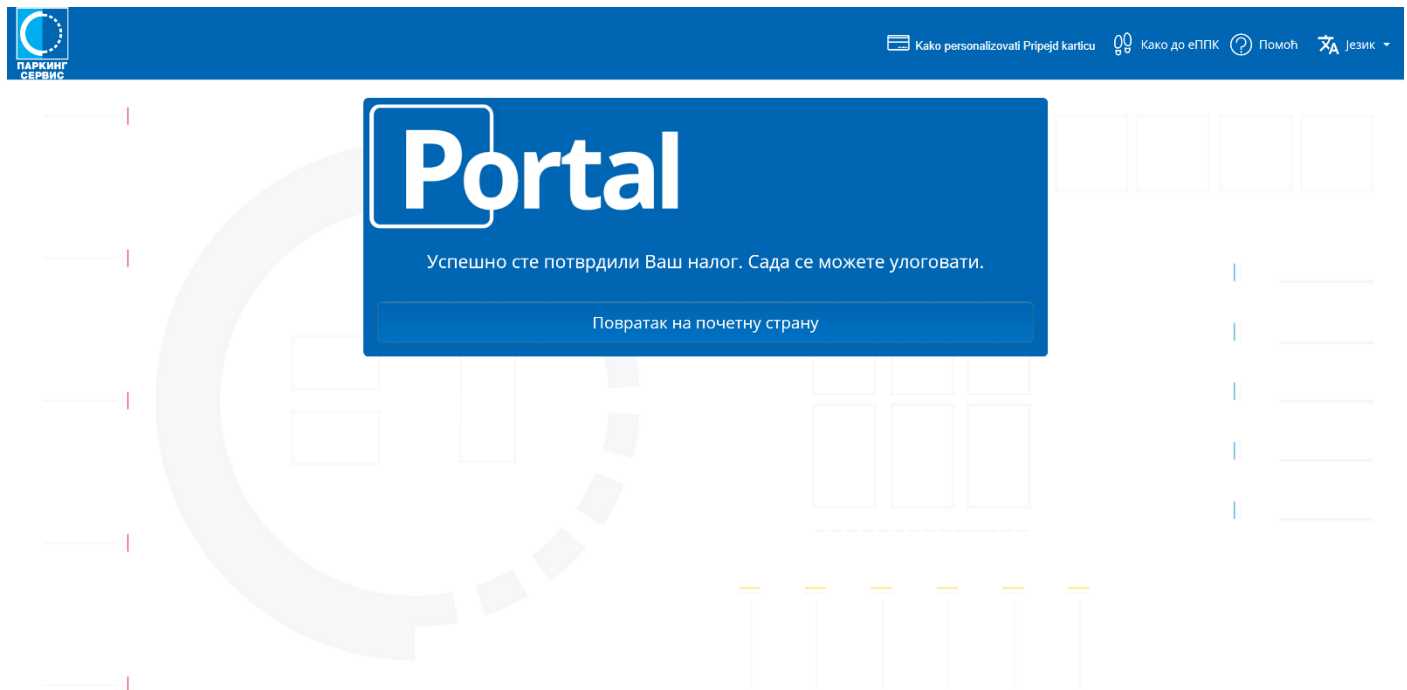 ПАРКИНГ
СЕРВИС
Kako personalizovati Pripejd karticu
Како до еППК
Помоћ
Језик
Portal
Успешно сте потврдили Ваш налог. Сада се можете улоговати.
Повратак на почетну страну